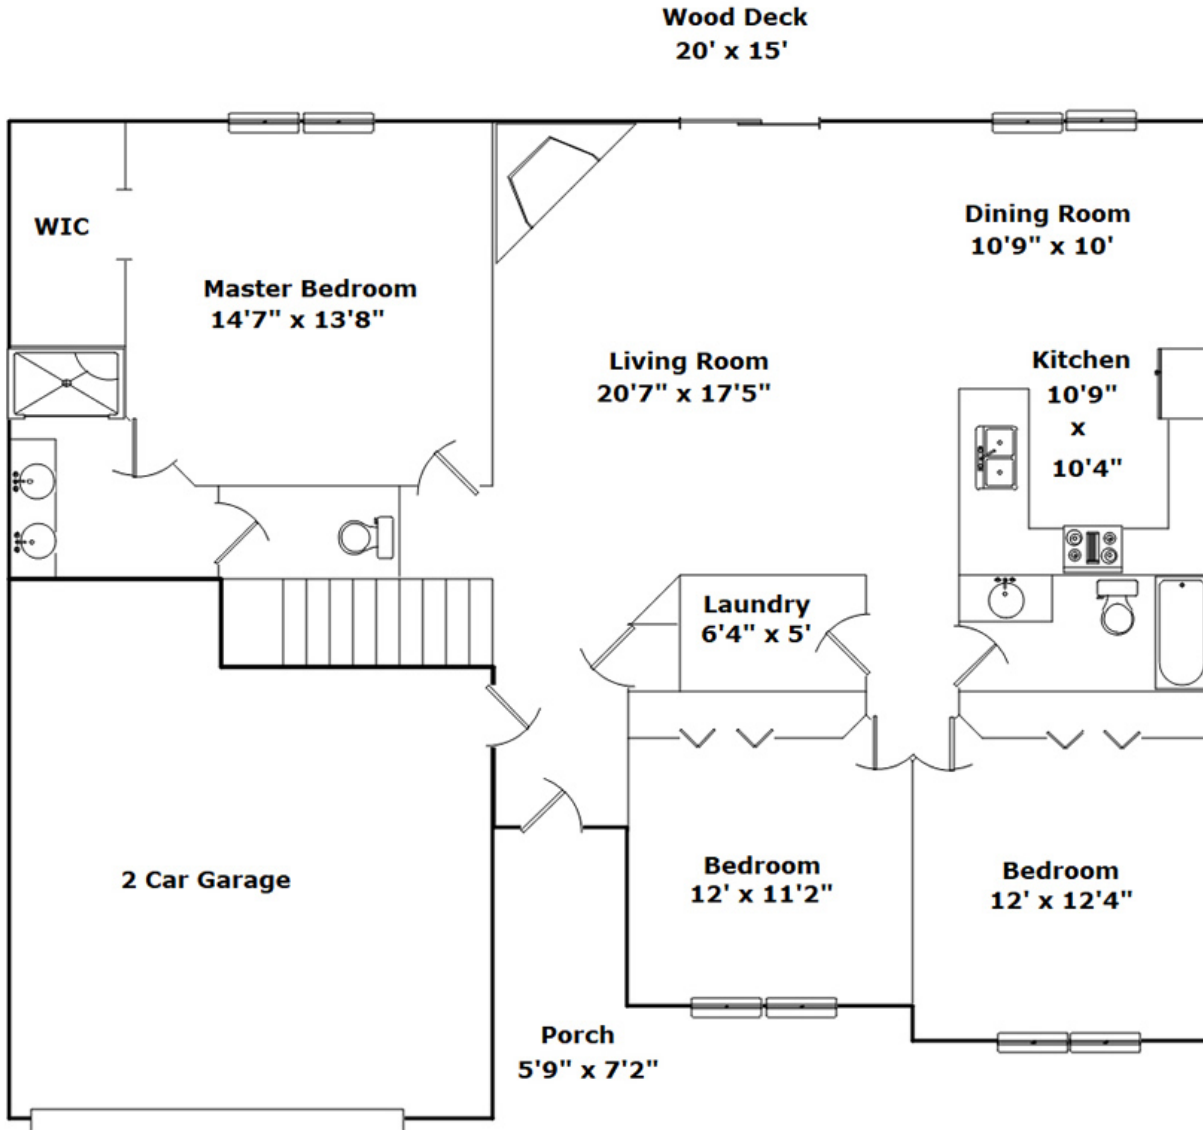 Wood Deck
20' x 15'
WIC
Dining Room
10'9" x 10'
Master Bedroom
14'7" x 13'8"
Living Room
20'7" x 17'5"
Kitchen
10'9"
x
10'4"
Laundry
6'4" x 5'
2 Car Garage
Bedroom
12' x 11'2"
Bedroom
12' x 12'4"
Porch
5'9" x 7'2"